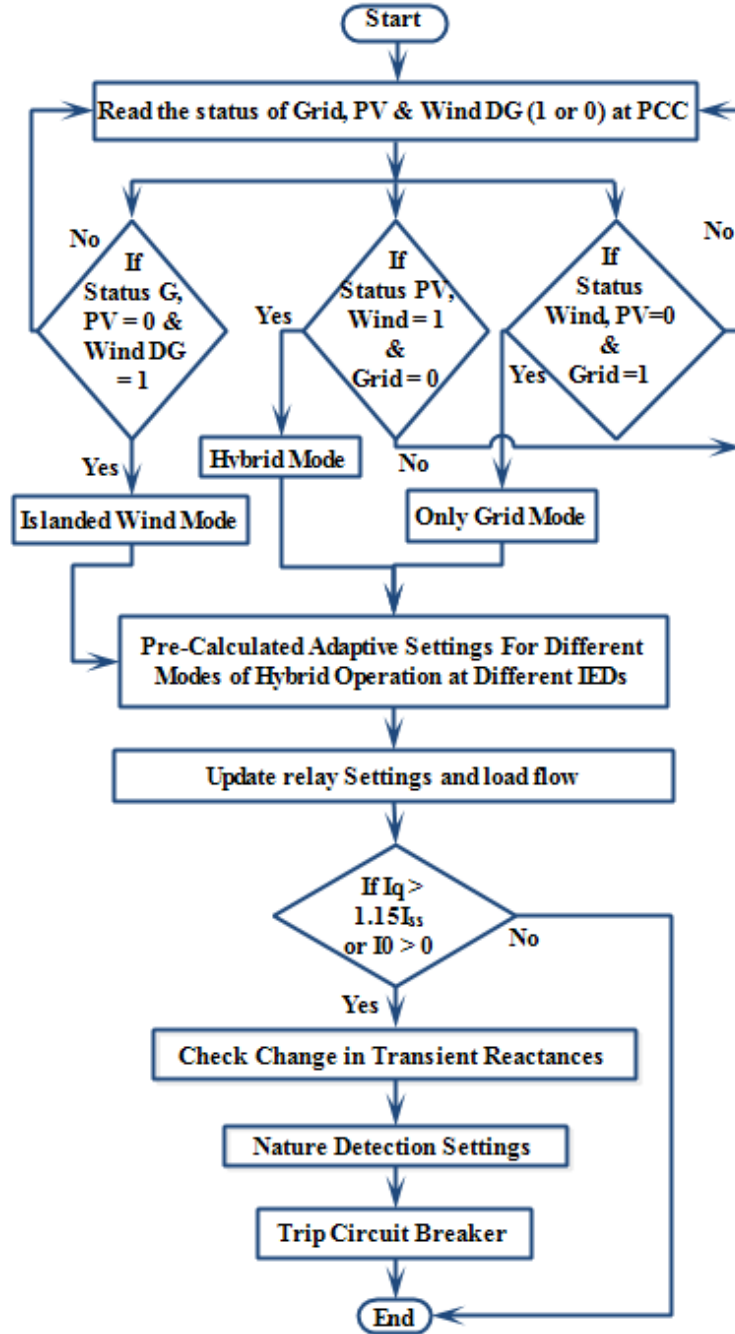 Start
Read the status of Grid, PV & Wind DG (1 or 0) at PCC
No
If
Status G,
PV = 0 &
Wind DG
= 1
Yes
If
Status PV,
Wind = 1
&
Grid = 0
No
If
Status
Wind, PV=0
&
Grid =1
Yes
Yes
Hybrid Mode
No
Islanded Wind Mode
Only Grid Mode
Pre-Calculated Adaptive Settings For Different
Modes of Hybrid Operation at Different IEDs
Update relay Settings and load flow
If Iq >
1.15Iss
or I0 > 0
No
Yes
Check Change in Transient Reactances
Nature Detection Settings
Trip Circuit Breaker
End